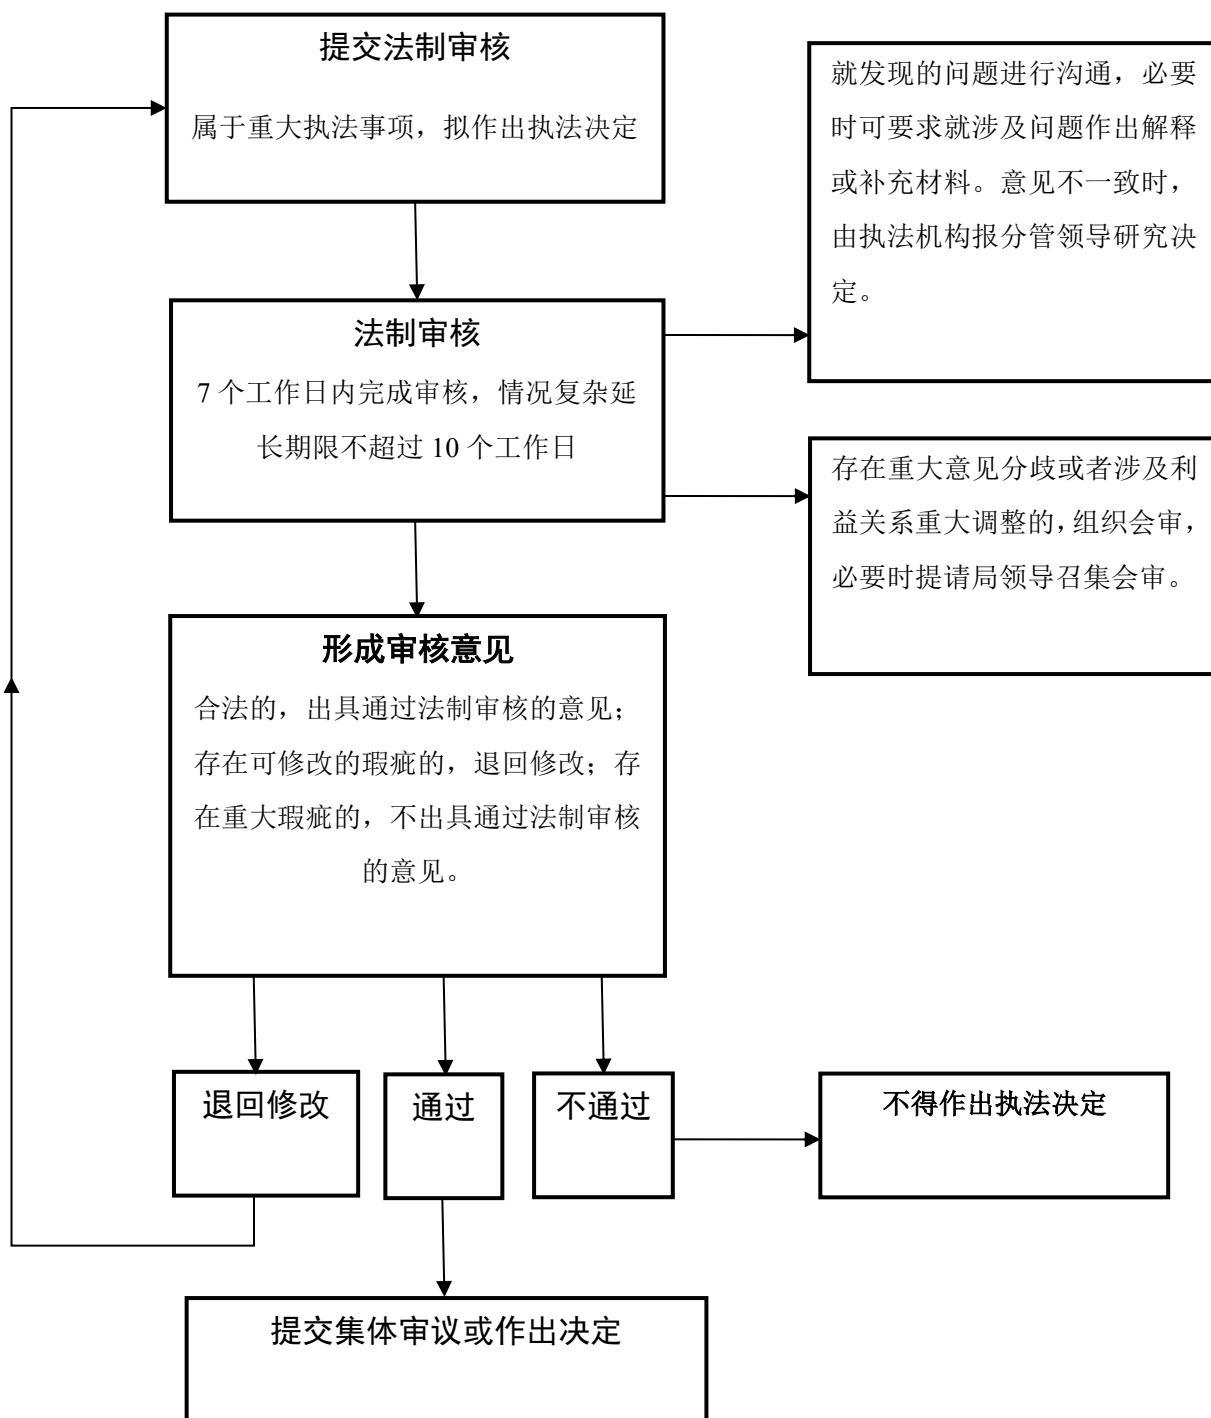 提交法制审核
属于重大执法事项，拟作出执法决定
就发现的问题进行沟通，必要
时可要求就涉及问题作出解释
或补充材料。意见不一致时，
由执法机构报分管领导研究决
定。
法制审核
7 个工作日内完成审核，情况复杂延
长期限不超过 10 个工作日
存在重大意见分歧或者涉及利
益关系重大调整的，组织会审，
必要时提请局领导召集会审。
形成审核意见
合法的，出具通过法制审核的意见；
存在可修改的瑕疵的，退回修改；存
在重大瑕疵的，不出具通过法制审核
的意见。
退回修改
通过
不通过
不得作出执法决定
提交集体审议或作出决定